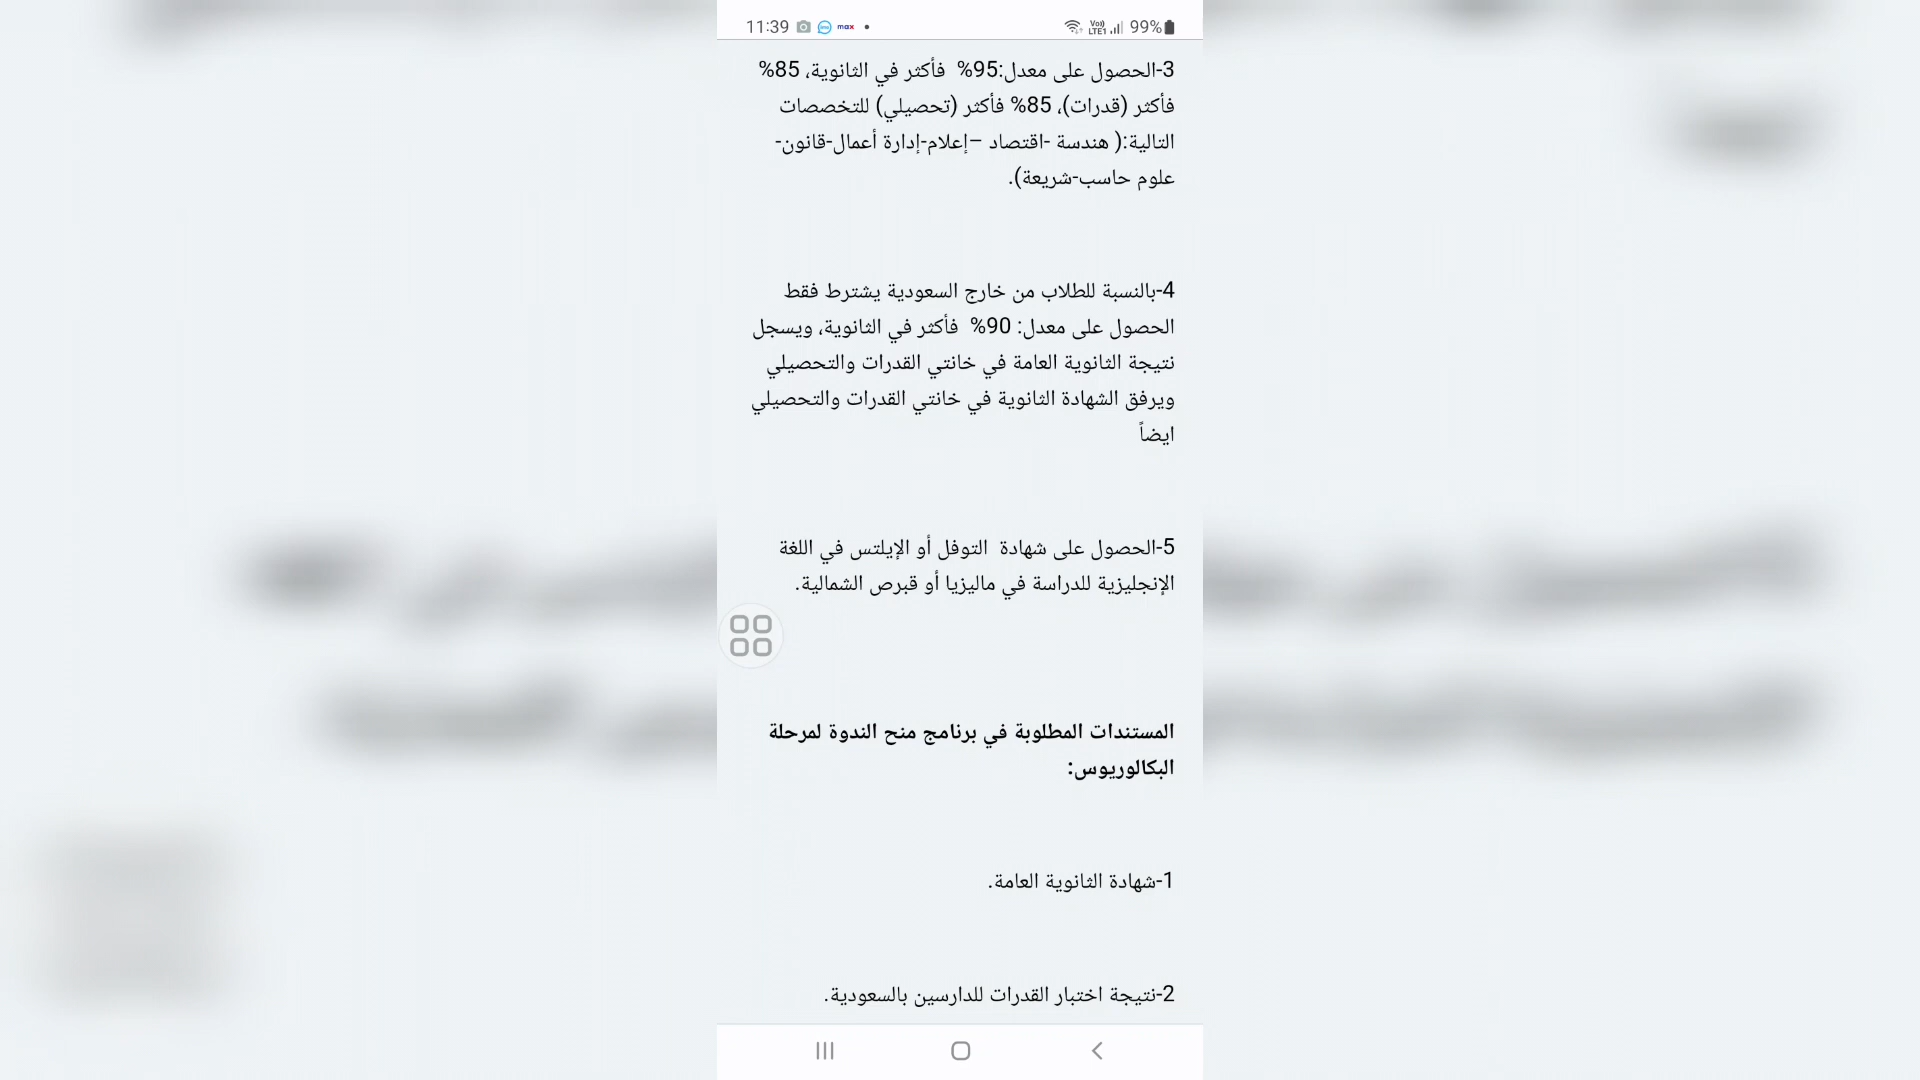 11:39 max
Vo)) LTE1 99%
3-الحصول على معدل:95%  فأكثر في الثانوية، 85%
فأكثر (قدرات)، 85% فأكثر (تحصيلي) للتخصصات
التالية:( هندسة -اقتصاد –إعلام-إدارة أعمال-قانون-
علوم حاسب-شريعة).
4-بالنسبة للطلاب من خارج السعودية يشترط فقط
الحصول على معدل: 90%  فأكثر في الثانوية، ويسجل
نتيجة الثانوية العامة في خانتي القدرات والتحصيلي
ويرفق الشهادة الثانوية في خانتي القدرات والتحصيلي
ايضاً
5-الحصول على شهادة  التوفل أو الإيلتس في اللغة
الإنجليزية للدراسة في ماليزيا أو قبرص الشمالية.
المستندات المطلوبة في برنامج منح الندوة لمرحلة
البكالوريوس:
1-شهادة الثانوية العامة.
2-نتيجة اختبار القدرات للدارسين بالسعودية.